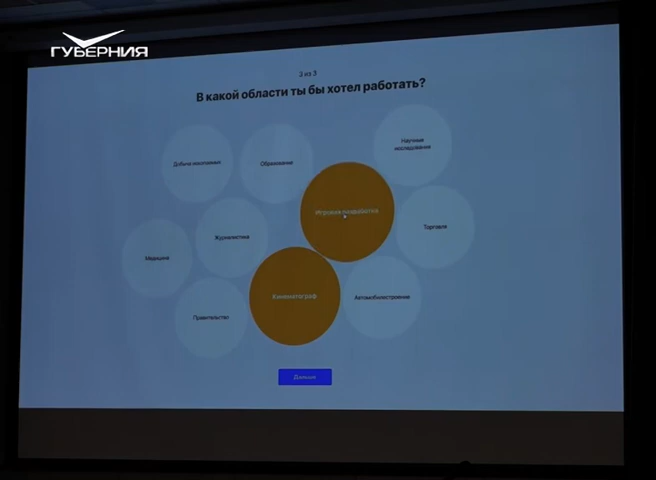 ГУБЕРНИЯ
3 из 3
В какой области ты бы хотел работать?
Научные
исследования
Добыча ископаемых
Образование
Игровая разработка
Торговля
Журналистика
Медицина
Кинематограф
Автомобилестроение
Правительство
Дальше